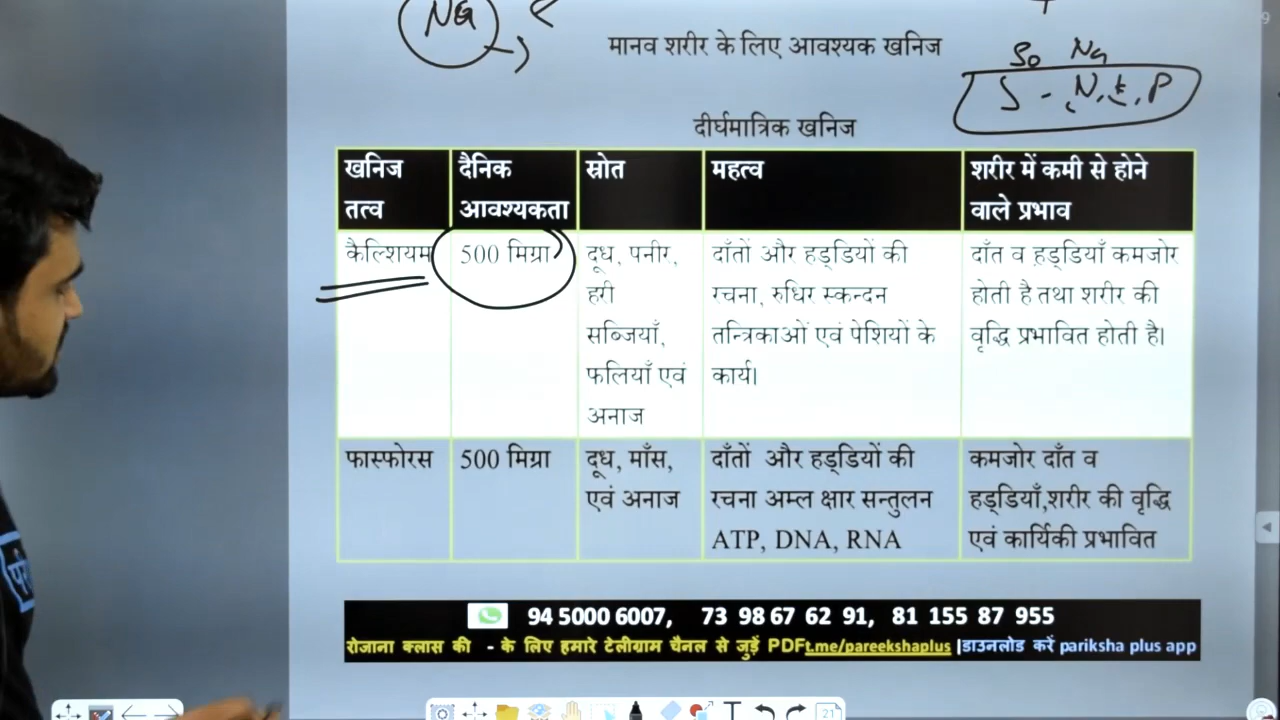 Na
मानव शरीर के लिए आवश्यक खनिज
So Na
S - N, K, P
दीर्घमात्रिक खनिज
खनिज तत्व
दैनिक आवश्यकता
स्रोत
महत्व
शरीर में कमी से होने
वाले प्रभाव
कैल्शियम
500 मिग्रा
दूध, पनीर,
हरी
सब्जियाँ,
फलियाँ एवं
अनाज
दाँतों और हड्डियों की
रचना, रुधिर स्कन्दन
तन्त्रिकाओं एवं पेशियों के
कार्य।
दाँत व हड्डियाँ कमजोर
होती है तथा शरीर की
वृद्धि प्रभावित होती है।
फास्फोरस
500 मिग्रा
दूध, माँस,
एवं अनाज
दाँतों और हड्डियों की
रचना अम्ल क्षार सन्तुलन
ATP, DNA, RNA
कमजोर दाँत व
हड्डियाँ,शरीर की वृद्धि
एवं कार्यिकी प्रभावित
94 5000 6007, 73 98 67 62 91, 81 155 87 955
रोजाना क्लास की - के लिए हमारे टेलीग्राम चैनल से जुड़ें PDFt.me/pareekshaplus |डाउनलोड करें pariksha plus app